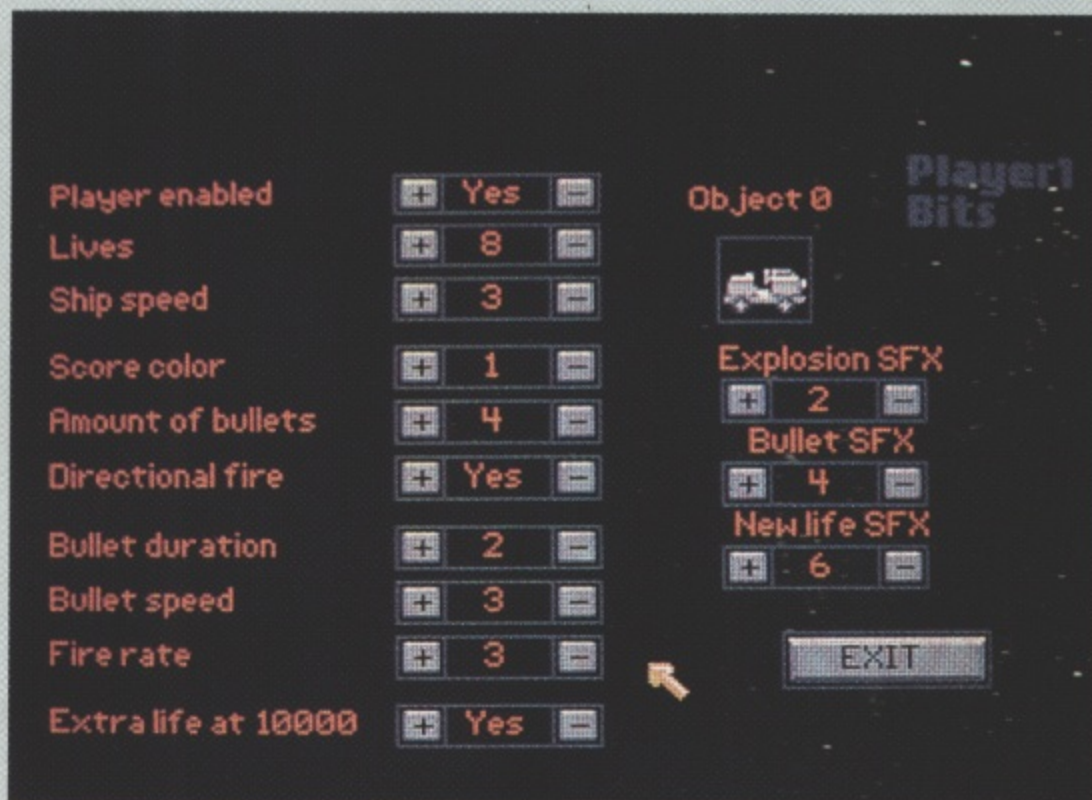 Player1
Bits
Player enabled + Yes -
Lives + 8 -
Ship speed + 3 -
Score color + 1 -
Amount of bullets + 4 -
Directional fire + Yes -
Bullet duration + 2 -
Bullet speed + 3 -
Fire rate + 3 -
Extra life at 10000 + Yes -
Object 0
Explosion SFX
+ 2 -
Bullet SFX
+ 4 -
New life SFX
+ 6 -
EXIT